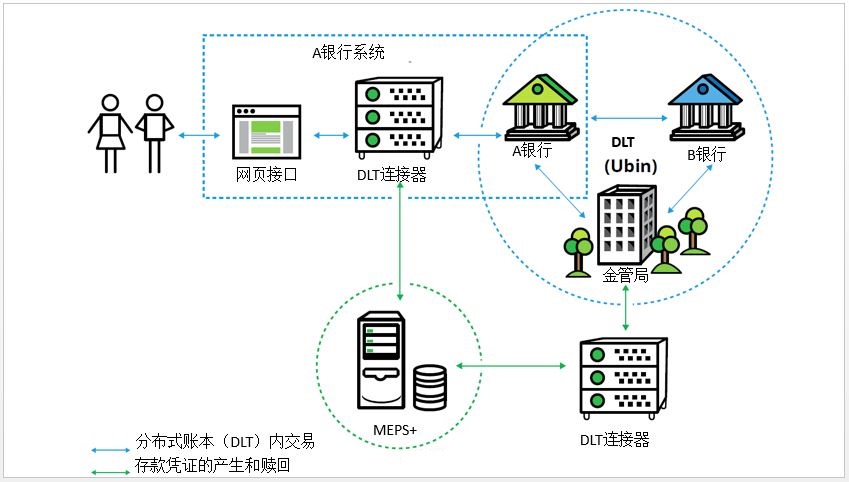 A银行系统
网页接口
DLT连接器
A银行
DLT
(Ubin)
B银行
金管局
MEPS+
DLT连接器
分布式账本（DLT）内交易
存款凭证的产生和赎回